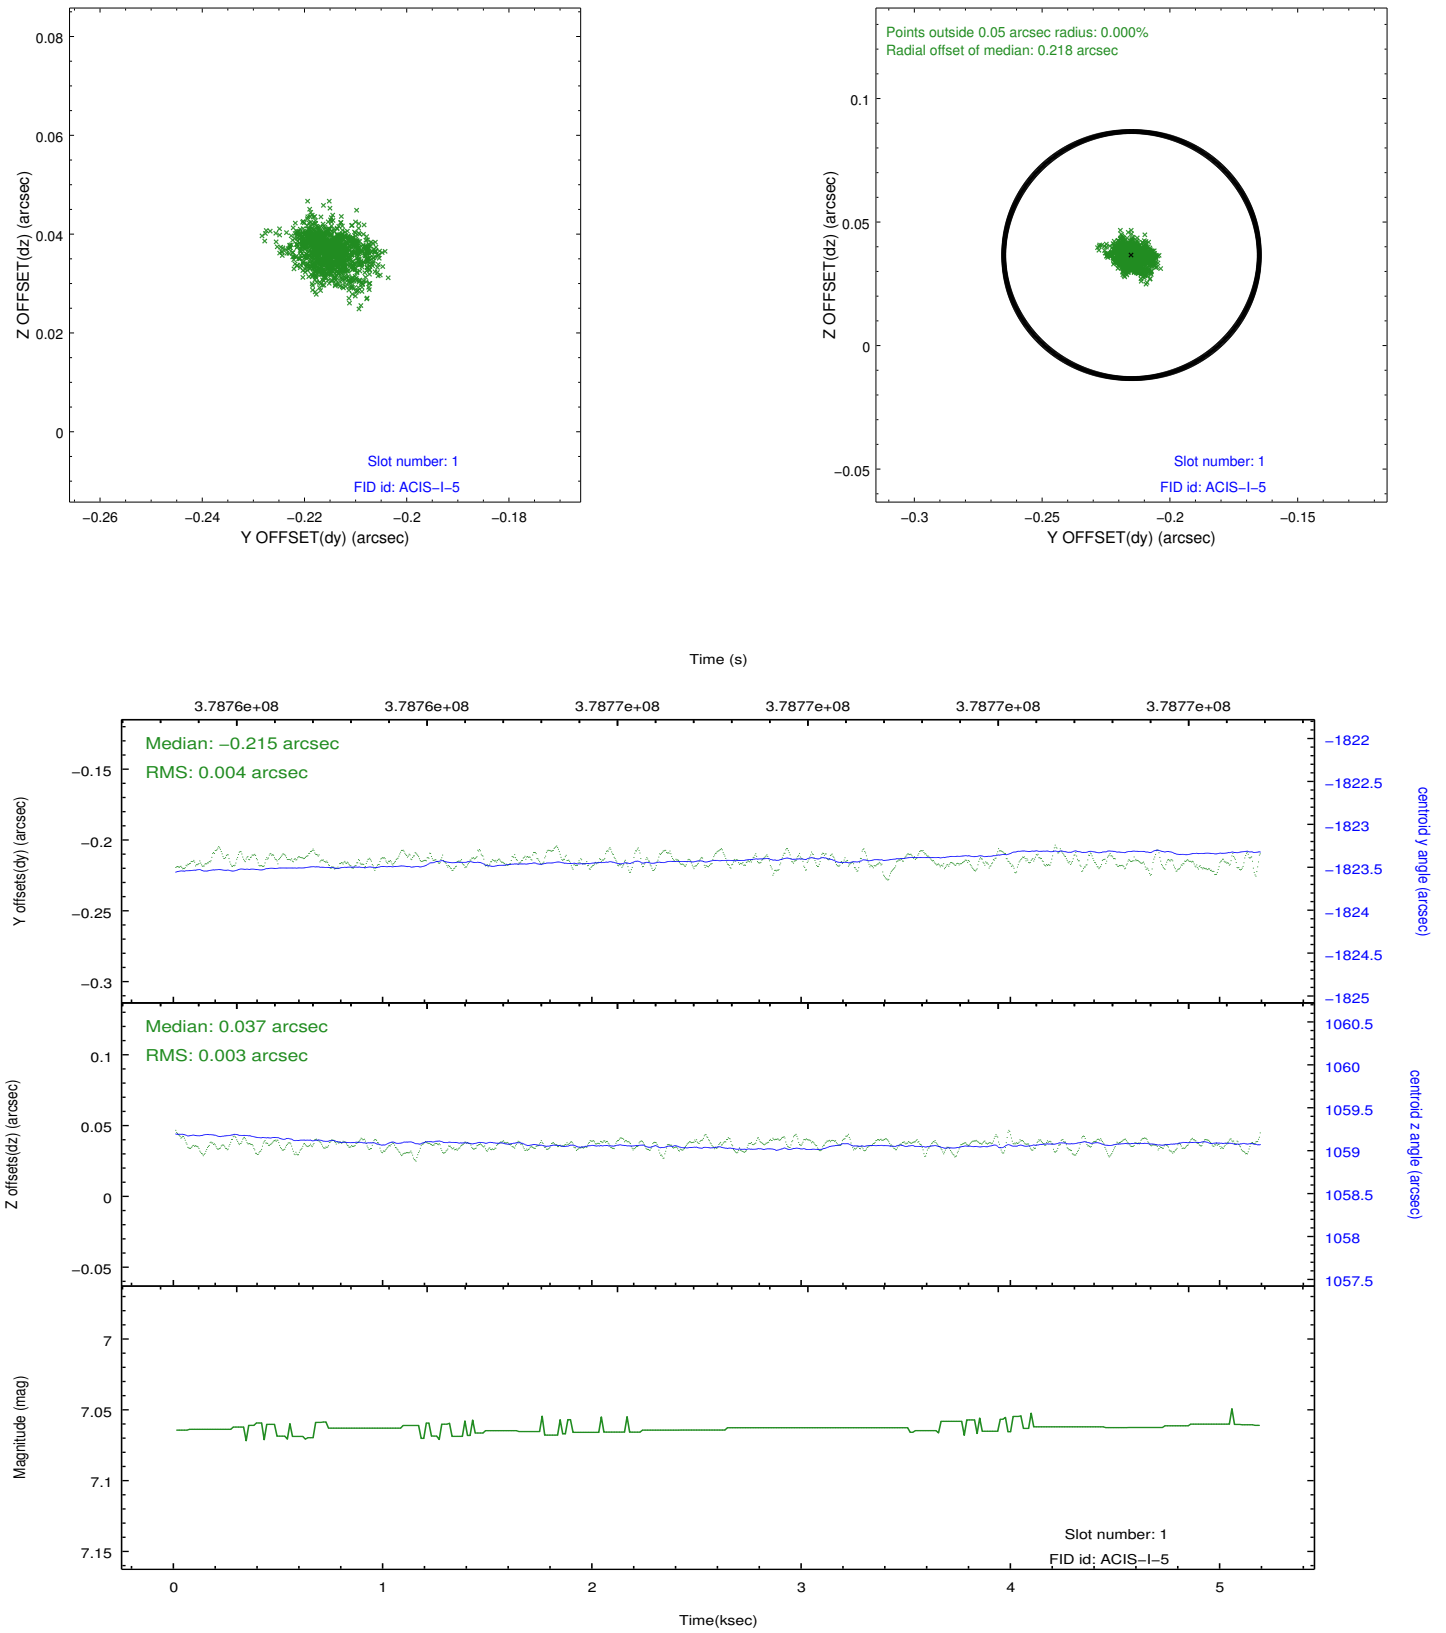 0.08
0.06
0.04
0.02
0
Z OFFSET(dz) (arcsec)
Slot number: 1
FID id: ACIS−I−5
−0.26
−0.24
−0.22
−0.2
−0.18
Y OFFSET(dy) (arcsec)
Points outside 0.05 arcsec radius: 0.000%
Radial offset of median: 0.218 arcsec
0.1
0.05
0
−0.05
Z OFFSET(dz) (arcsec)
Slot number: 1
FID id: ACIS−I−5
−0.3
−0.25
−0.2
−0.15
Y OFFSET(dy) (arcsec)
Time (s)
3.7876e+08
3.7876e+08
3.7877e+08
3.7877e+08
3.7877e+08
3.7877e+08
Median: −0.215 arcsec
RMS: 0.004 arcsec
−0.15
−0.2
−0.25
−0.3
Y offsets(dy) (arcsec)
−1822
−1822.5
−1823
−1823.5
−1824
−1824.5
−1825
centroid y angle (arcsec)
Median: 0.037 arcsec
RMS: 0.003 arcsec
0.1
0.05
0
−0.05
Z offsets(dz) (arcsec)
1060.5
1060
1059.5
1059
1058.5
1058
1057.5
centroid z angle (arcsec)
7
7.05
7.1
7.15
Magnitude (mag)
Slot number: 1
FID id: ACIS−I−5
0
1
2
3
4
5
Time(ksec)